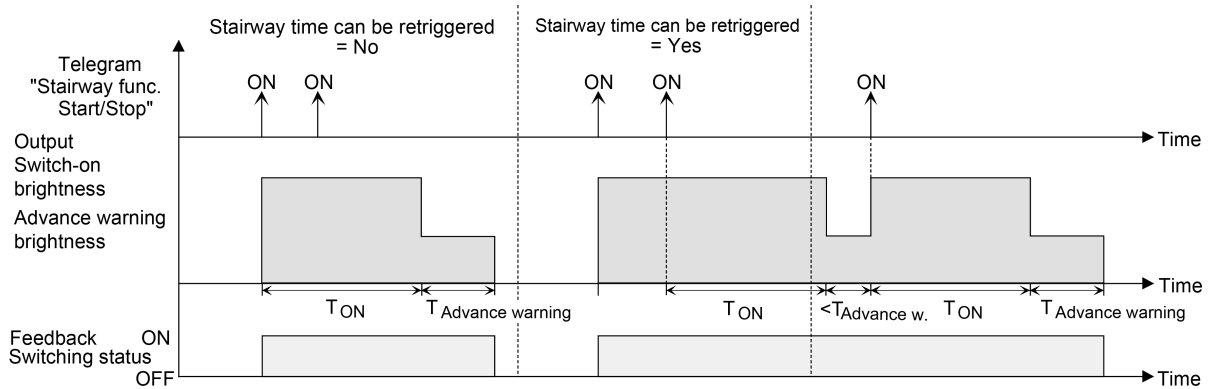 Stairway time can be retriggered
= No
Stairway time can be retriggered
= Yes
Telegram
"Stairway func.
Start/Stop"
ON
ON
ON
ON
ON
Time
Output
Switch-on
brightness
Advance warning
brightness
Time
T ON
T Advance warning
T ON
<T Advance w.
T ON
T Advance warning
Feedback ON
Switching status
OFF
Time